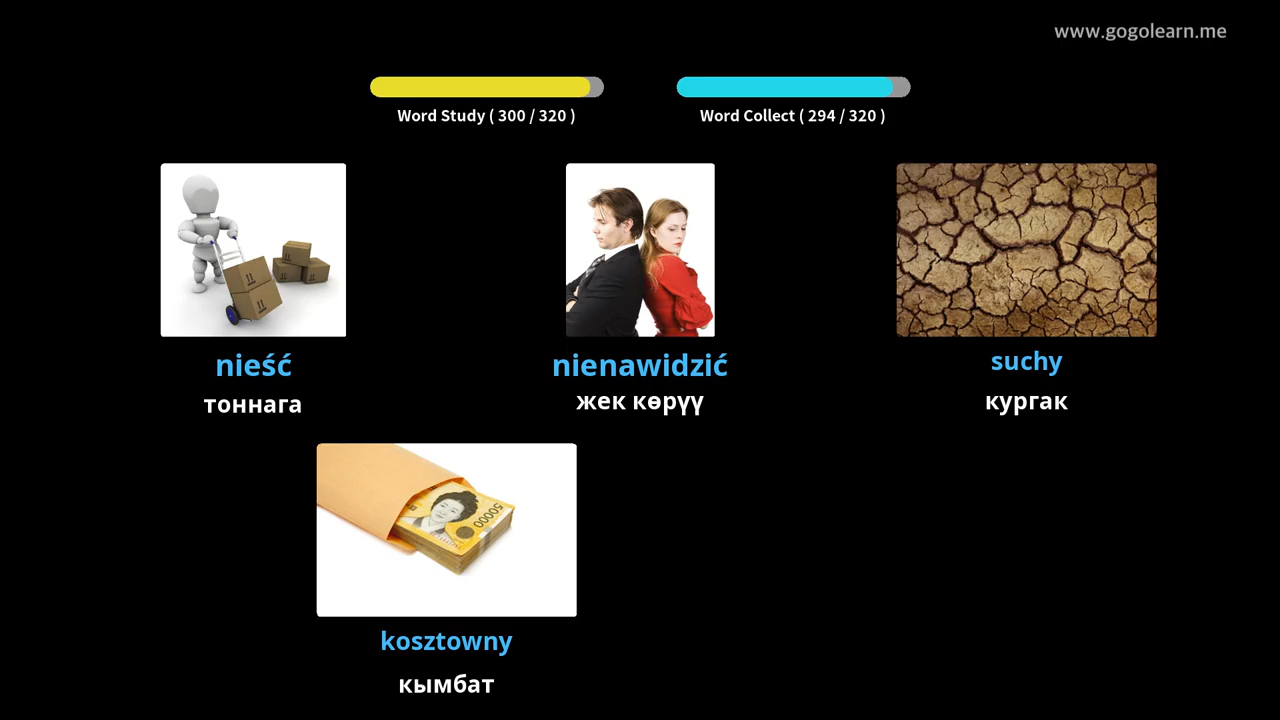 www.gogolearn.me
Word Study ( 300 / 320 )
Word Collect ( 294 / 320 )
nieść
nienawidzić
suchy
тоннага
жек көрүү
кургак
50000
kosztowny
кымбат